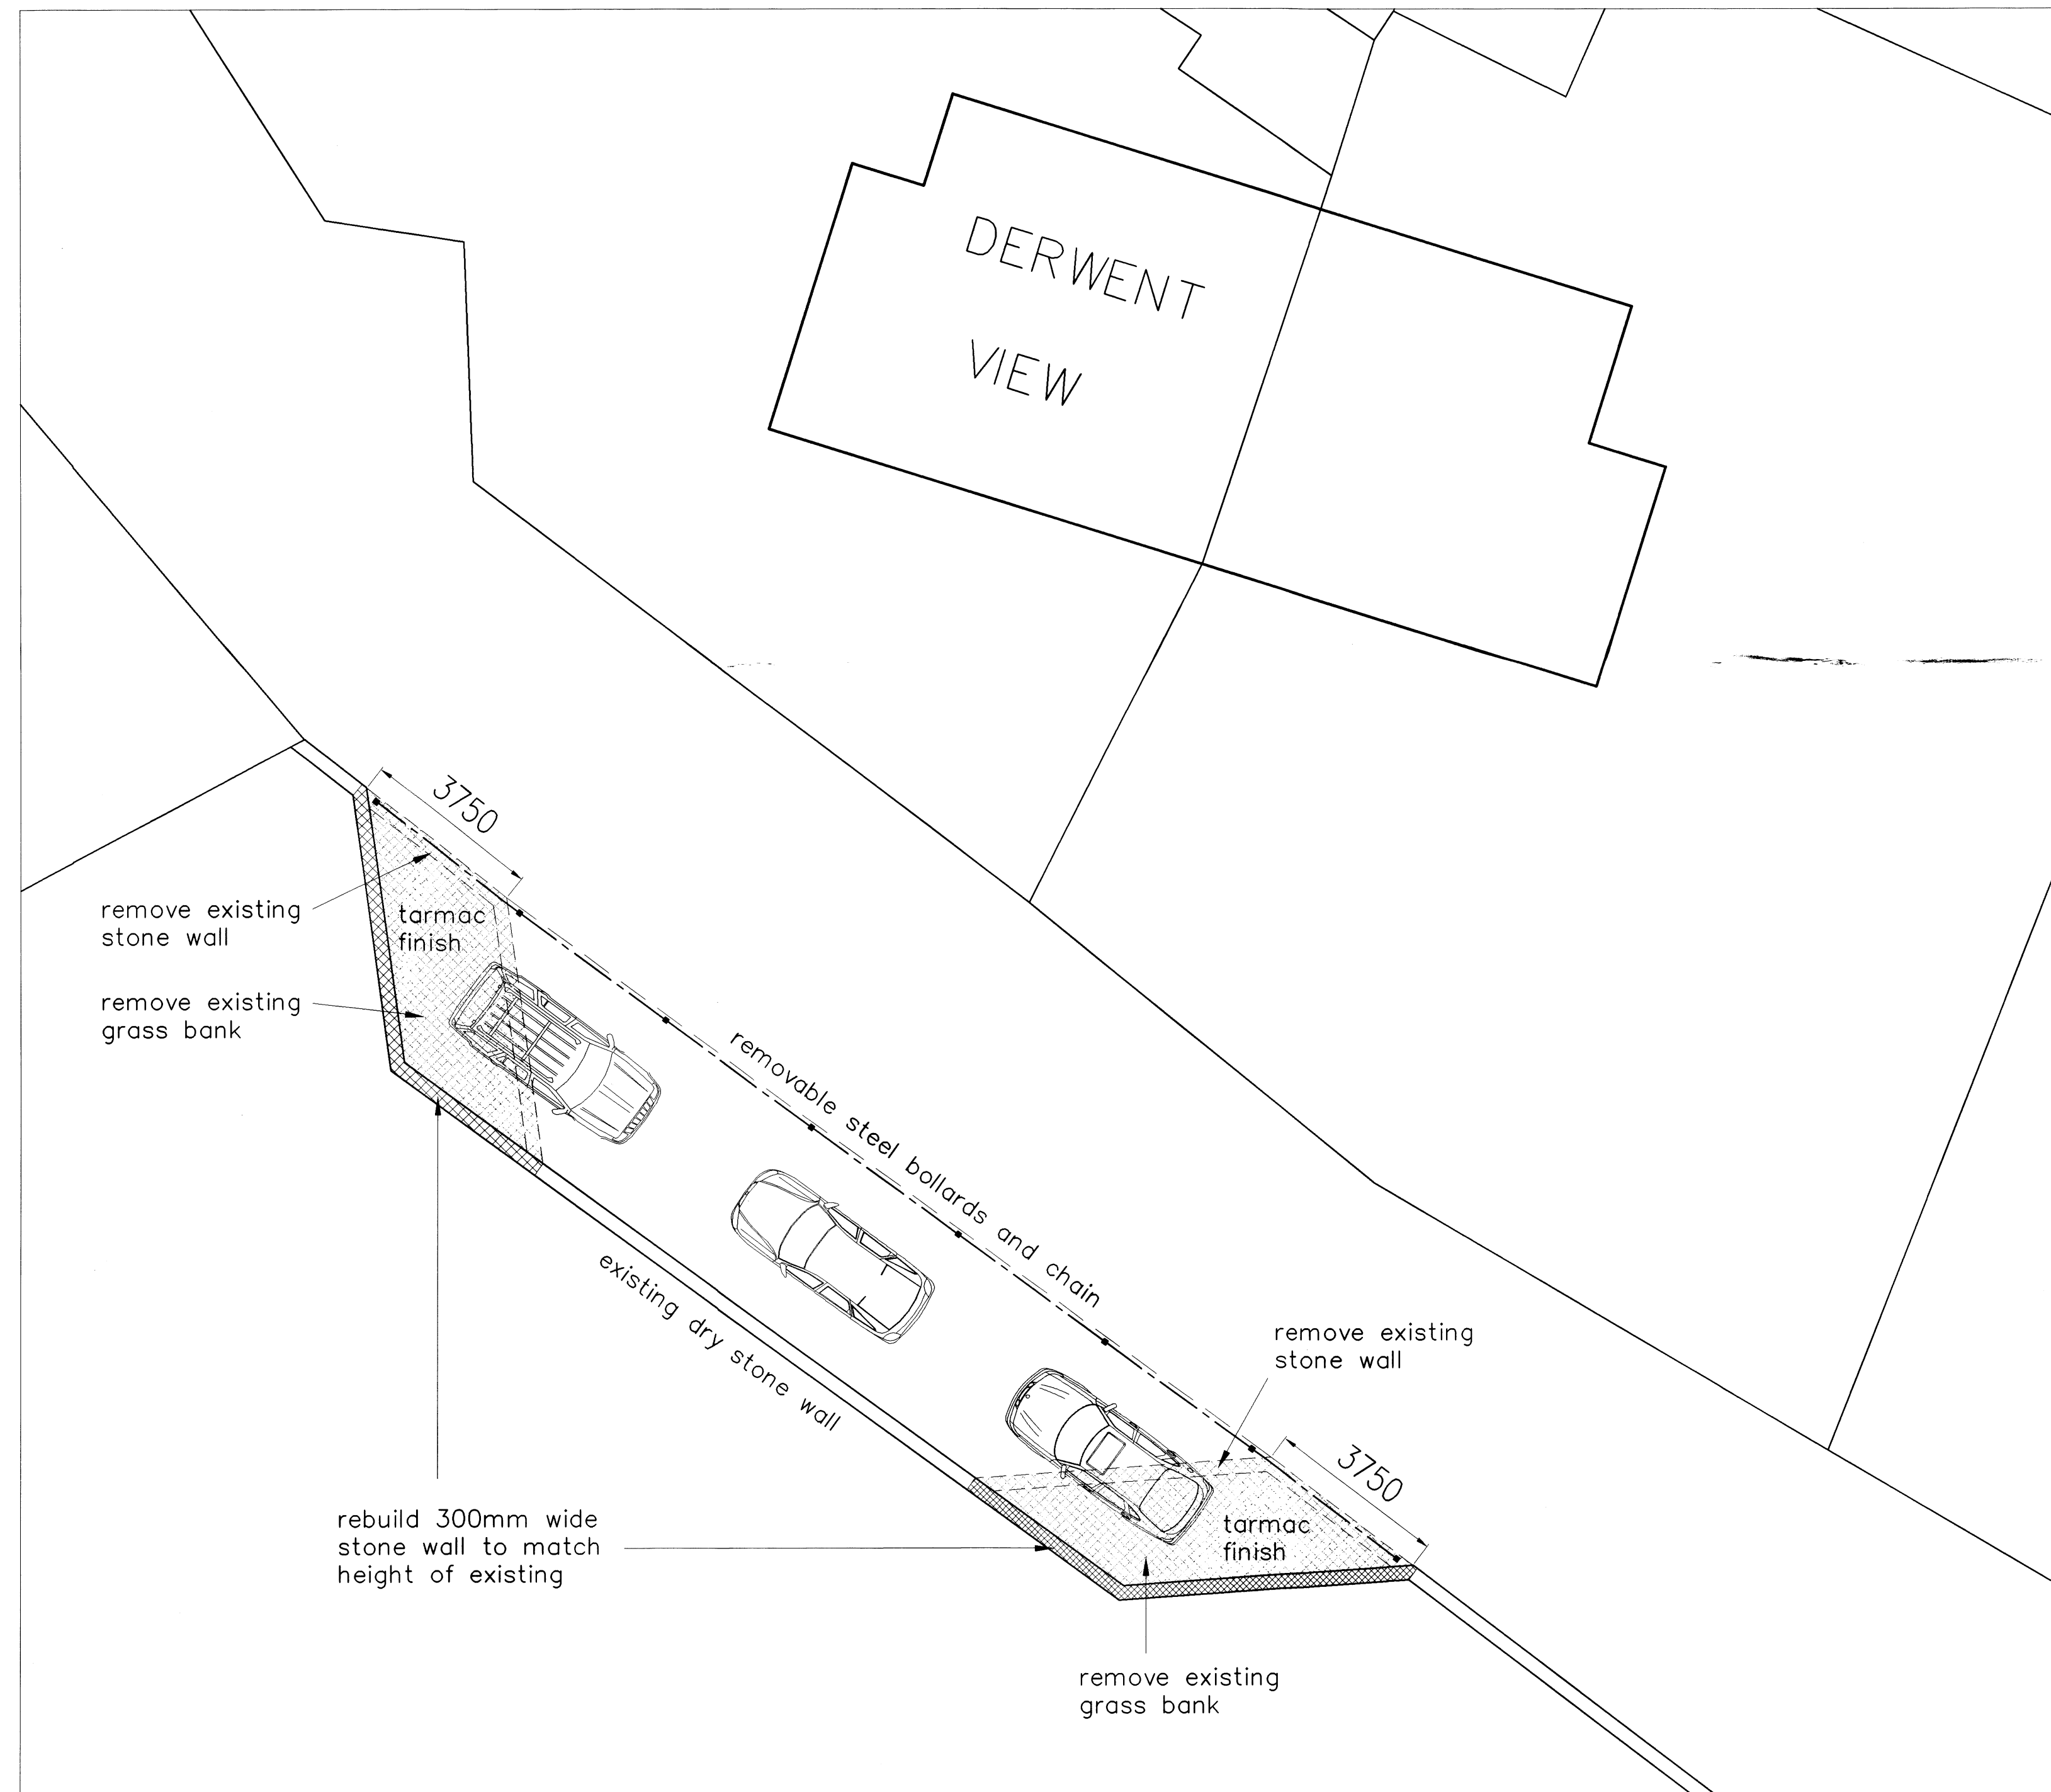 DERWENT
VIEW
3750
remove existing
stone wall
tarmac
finish
remove existing
grass bank
removable steel bollards and chain
existing dry stone wall
remove existing
stone wall
3750
rebuild 300mm wide
stone wall to match
height of existing
tarmac
finish
remove existing
grass bank